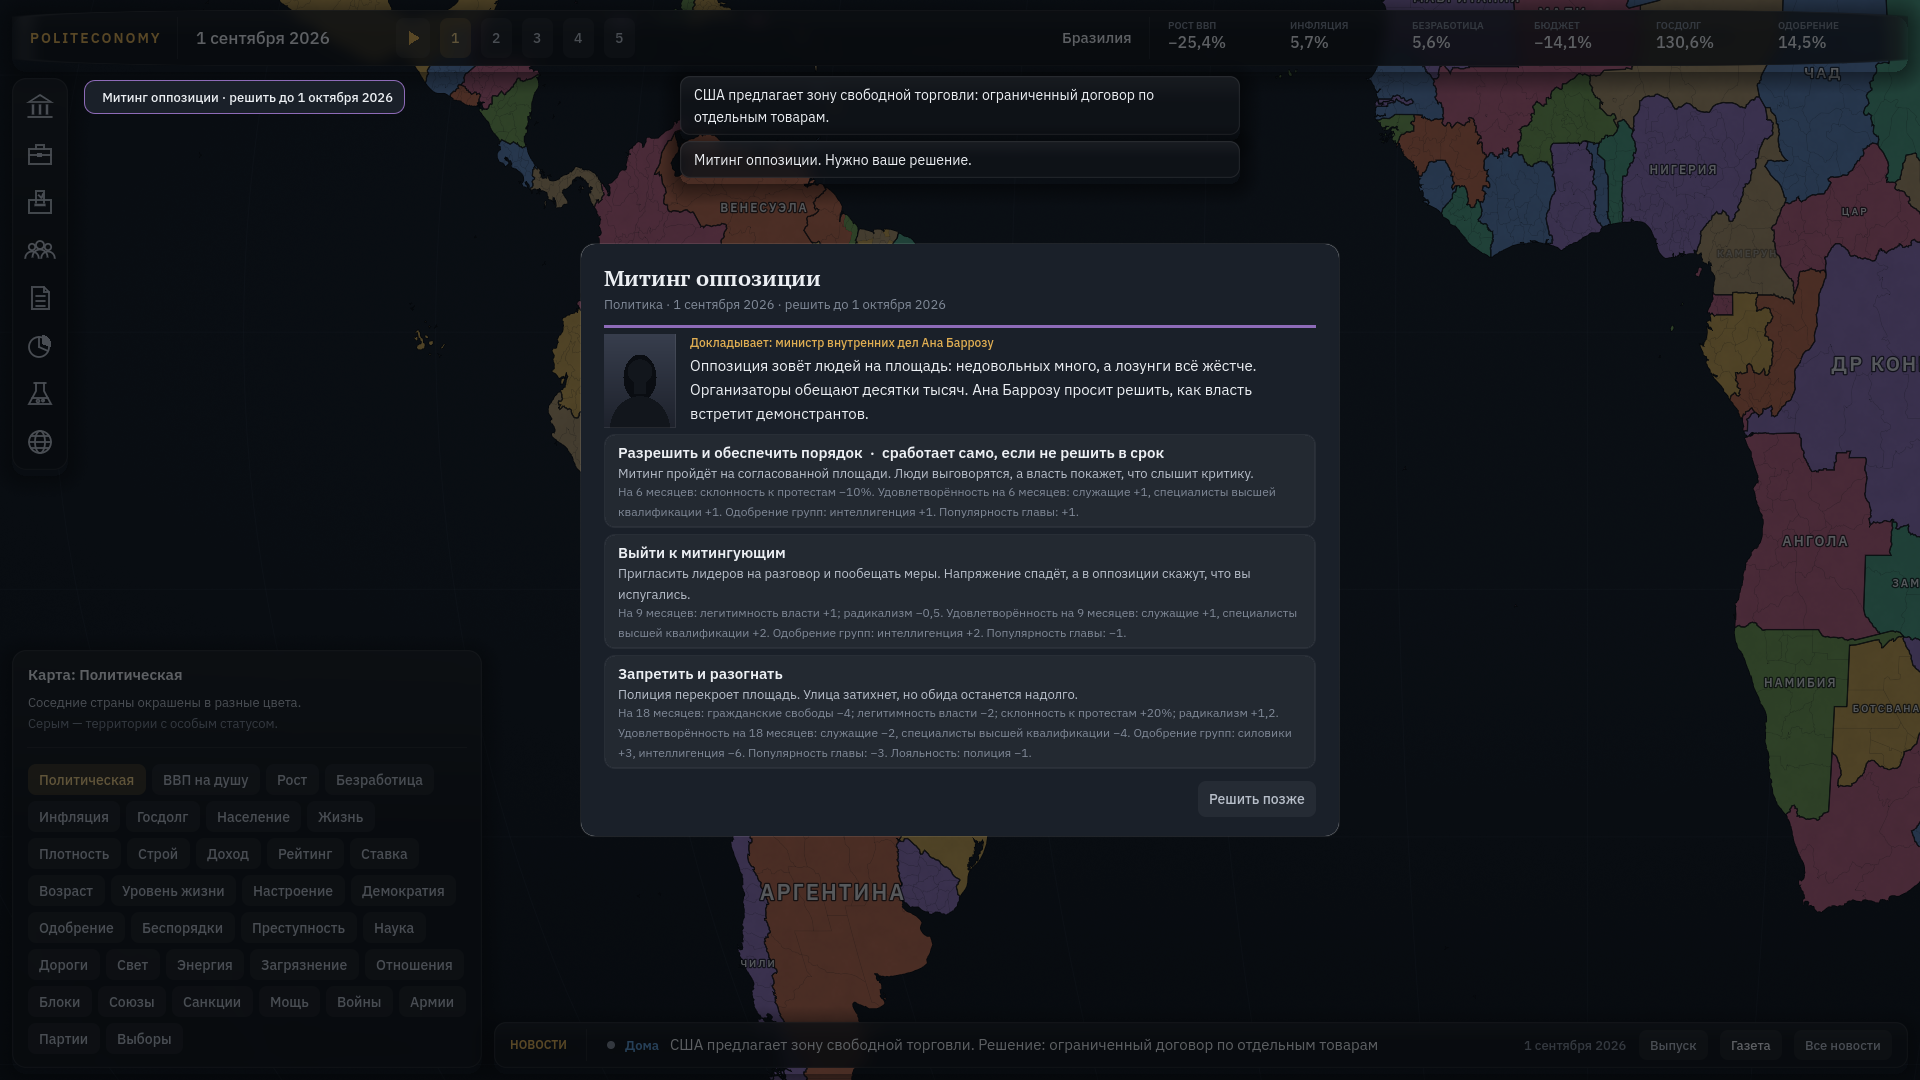 POLITECONOMY
1 сентября 2026
1
2
3
4
5
Бразилия
РОСТ ВВП
−25,4%
ИНФЛЯЦИЯ
5,7%
БЕЗРАБОТИЦА
5,6%
БЮДЖЕТ
−14,1%
ГОСДОЛГ
130,6%
ОДОБРЕНИЕ
14,5%
Митинг оппозиции · решить до 1 октября 2026
США предлагает зону свободной торговли: ограниченный договор по
отдельным товарам.
Митинг оппозиции. Нужно ваше решение.
ЧАД
НИГЕРИЯ
ВЕНЕСУЭЛА
ЦАР
КАМЕРУН
ДР КОН
АНГОЛА
ЗАМ
НАМИБИЯ
БОТСВАНА
АРГЕНТИНА
ЧИЛИ
Митинг оппозиции
Политика · 1 сентября 2026 · решить до 1 октября 2026
Докладывает: министр внутренних дел Ана Баррозу
Оппозиция зовёт людей на площадь: недовольных много, а лозунги всё жёстче.
Организаторы обещают десятки тысяч. Ана Баррозу просит решить, как власть
встретит демонстрантов.
Разрешить и обеспечить порядок · сработает само, если не решить в срок
Митинг пройдёт на согласованной площади. Люди выговорятся, а власть покажет, что слышит критику.
На 6 месяцев: склонность к протестам −10%. Удовлетворённость на 6 месяцев: служащие +1, специалисты высшей
квалификации +1. Одобрение групп: интеллигенция +1. Популярность главы: +1.
Выйти к митингующим
Пригласить лидеров на разговор и пообещать меры. Напряжение спадёт, а в оппозиции скажут, что вы
испугались.
На 9 месяцев: легитимность власти +1; радикализм −0,5. Удовлетворённость на 9 месяцев: служащие +1, специалисты
высшей квалификации +2. Одобрение групп: интеллигенция +2. Популярность главы: −1.
Запретить и разогнать
Полиция перекроет площадь. Улица затихнет, но обида останется надолго.
На 18 месяцев: гражданские свободы −4; легитимность власти −2; склонность к протестам +20%; радикализм +1,2.
Удовлетворённость на 18 месяцев: служащие −2, специалисты высшей квалификации −4. Одобрение групп: силовики
+3, интеллигенция −6. Популярность главы: −3. Лояльность: полиция −1.
Решить позже
Карта: Политическая
Соседние страны окрашены в разные цвета.
Серым — территории с особым статусом.
Политическая
ВВП на душу
Рост
Безработица
Инфляция
Госдолг
Население
Жизнь
Плотность
Строй
Доход
Рейтинг
Ставка
Возраст
Уровень жизни
Настроение
Демократия
Одобрение
Беспорядки
Преступность
Наука
Дороги
Свет
Энергия
Загрязнение
Отношения
Блоки
Союзы
Санкции
Мощь
Войны
Армии
Партии
Выборы
НОВОСТИ
Дома
США предлагает зону свободной торговли. Решение: ограниченный договор по отдельным товарам
1 сентября 2026
Выпуск
Газета
Все новости